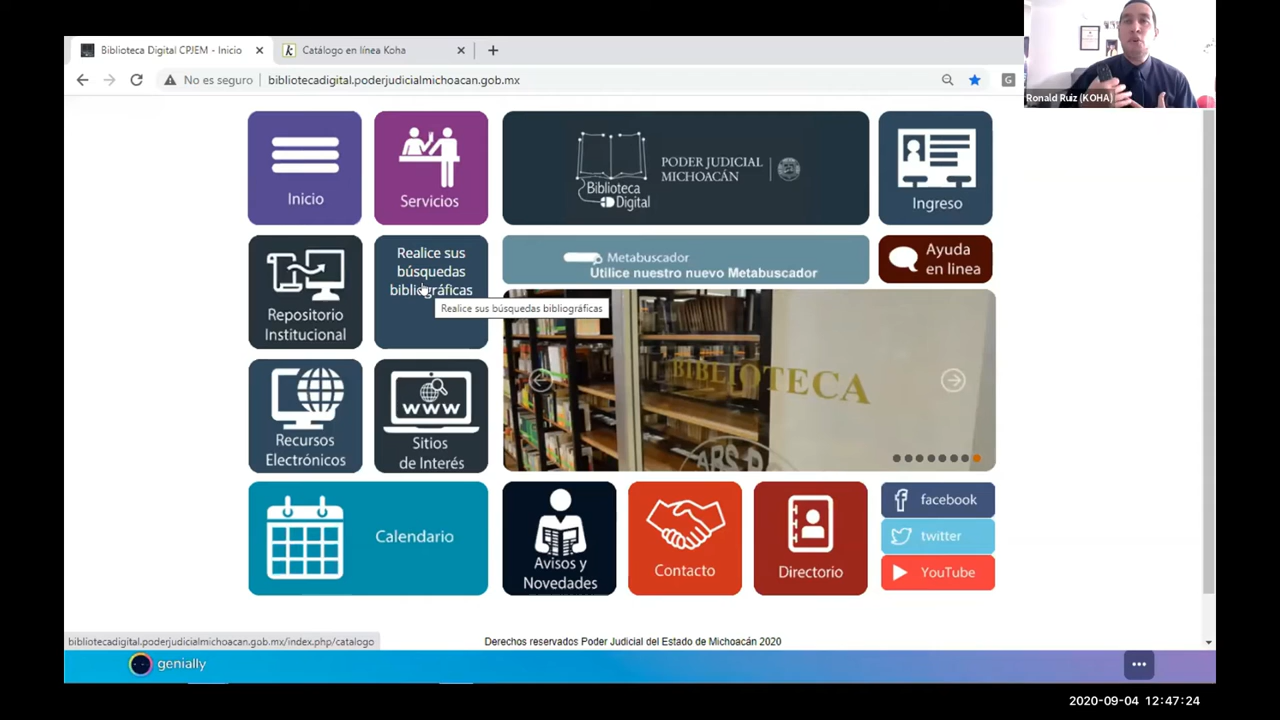 Biblioteca Digital CPJEM - Inicio
Catálogo en línea Koha
No es seguro
bibliotecadigital.poderjudicialmichoacan.gob.mx
Ronald Ruiz (KOHA)
Inicio
Servicios
Biblioteca
Digital
PODER JUDICIAL
MICHOACÁN
Ingreso
Repositorio
Institucional
Realice sus
búsquedas
bibliográficas
Realice sus búsquedas bibliográficas
Metabuscador
Utilice nuestro nuevo Metabuscador
Ayuda
en linea
BIBLIOTECA
Recursos
Electrónicos
WWW
Sitios
de Interés
Calendario
Avisos y
Novedades
Contacto
Directorio
facebook
twitter
YouTube
bibliotecadigital.poderjudicialmichoacan.gob.mx/index.php/catalogo
Derechos reservados Poder Judicial del Estado de Michoacán 2020
genially
2020-09-04 12:47:24